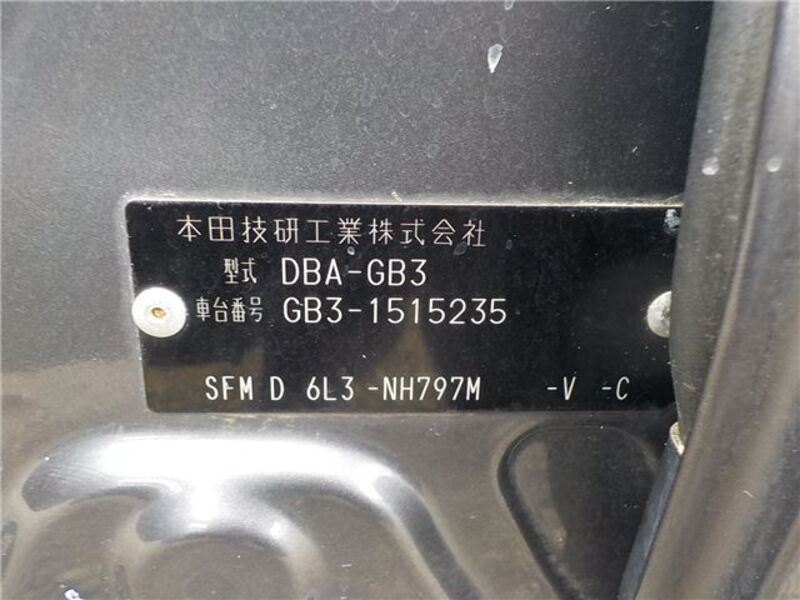 本田技研工業株式会社
型式 DBA-GB3
車台番号 GB3-1515235
SFM D 6L3 -NH797M -V -C